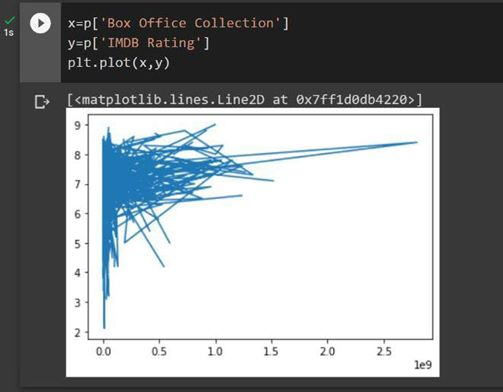 1s
x=p['Box Office Collection']
y=p['IMDB Rating']
plt.plot(x,y)
[<matplotlib.lines.Line2D at 0x7ff1d0db4220>]
9
8
7
6
5
4
3
2
0.0 0.5 1.0 1.5 2.0 2.5
1e9